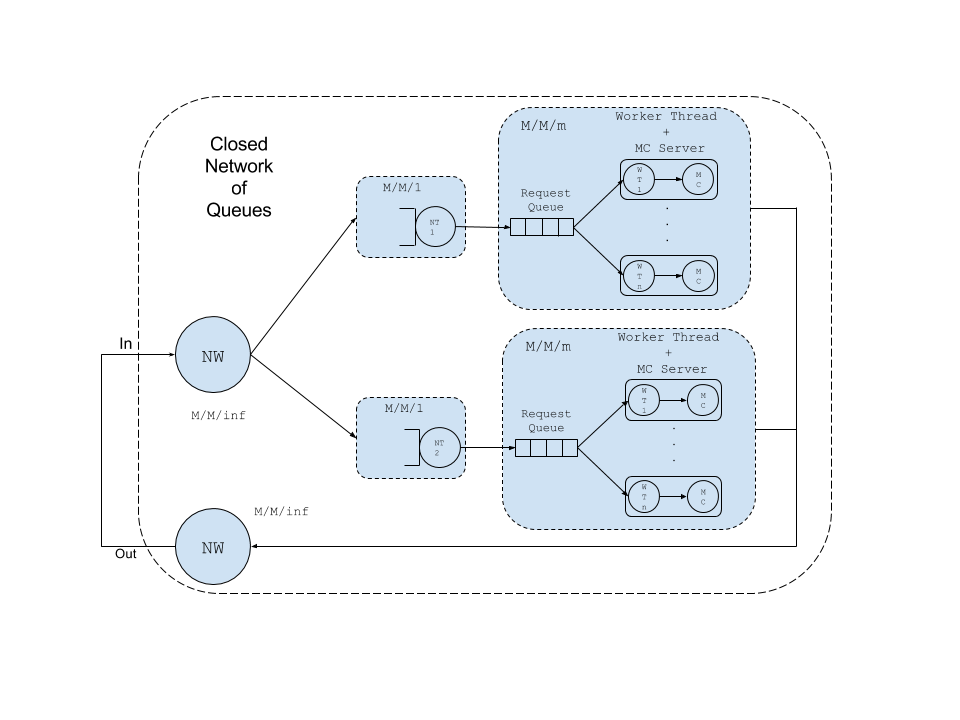 Closed
Network
of
Queues
In
NW
M/M/inf
M/M/inf
NW
Out
M/M/1
NT
1
M/M/1
NT
2
M/M/m
Worker Thread
+
MC Server
Request
Queue
W
T
1
M
C
.
.
.
W
T
n
M
C
M/M/m
Worker Thread
+
MC Server
Request
Queue
W
T
1
M
C
.
.
.
W
T
n
M
C